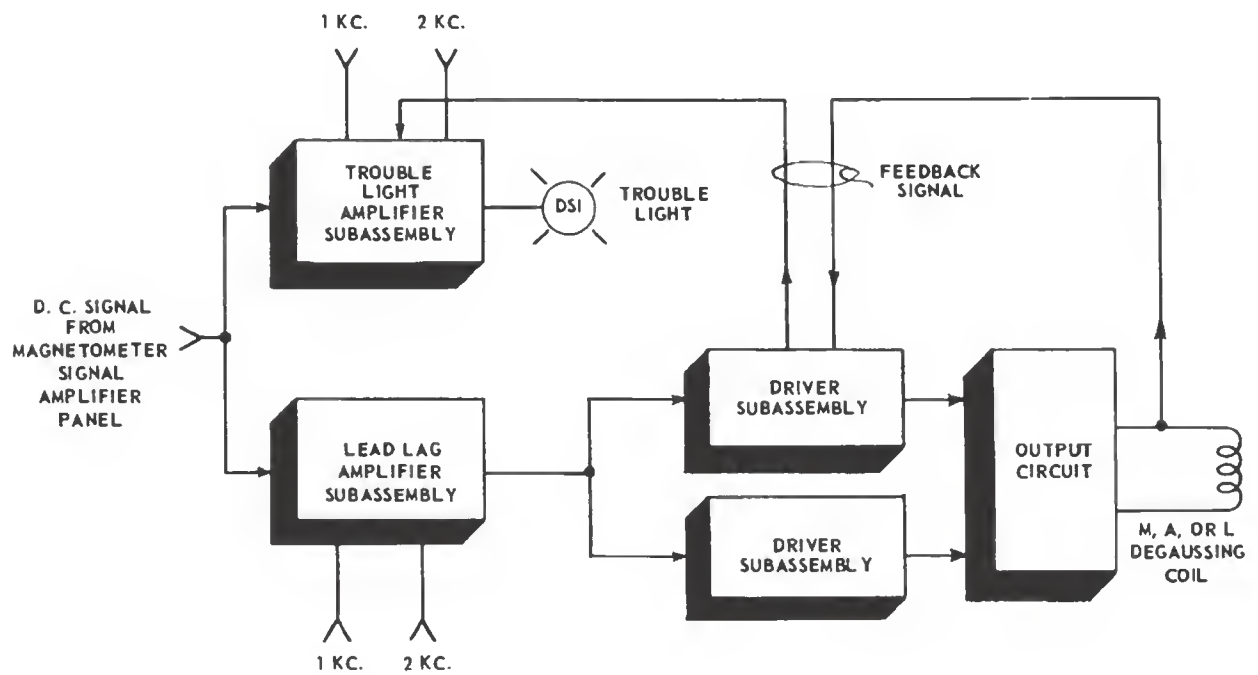 1 KC.
2 KC.
TROUBLE
LIGHT
AMPLIFIER
SUBASSEMBLY
DSI
TROUBLE
LIGHT
FEEDBACK
SIGNAL
D. C. SIGNAL
FROM
MAGNETOMETER
SIGNAL
AMPLIFIER
PANEL
LEAD LAG
AMPLIFIER
SUBASSEMBLY
DRIVER
SUBASSEMBLY
DRIVER
SUBASSEMBLY
OUTPUT
CIRCUIT
M, A, OR L
DEGAUSSING
COIL
1 KC.
2 KC.